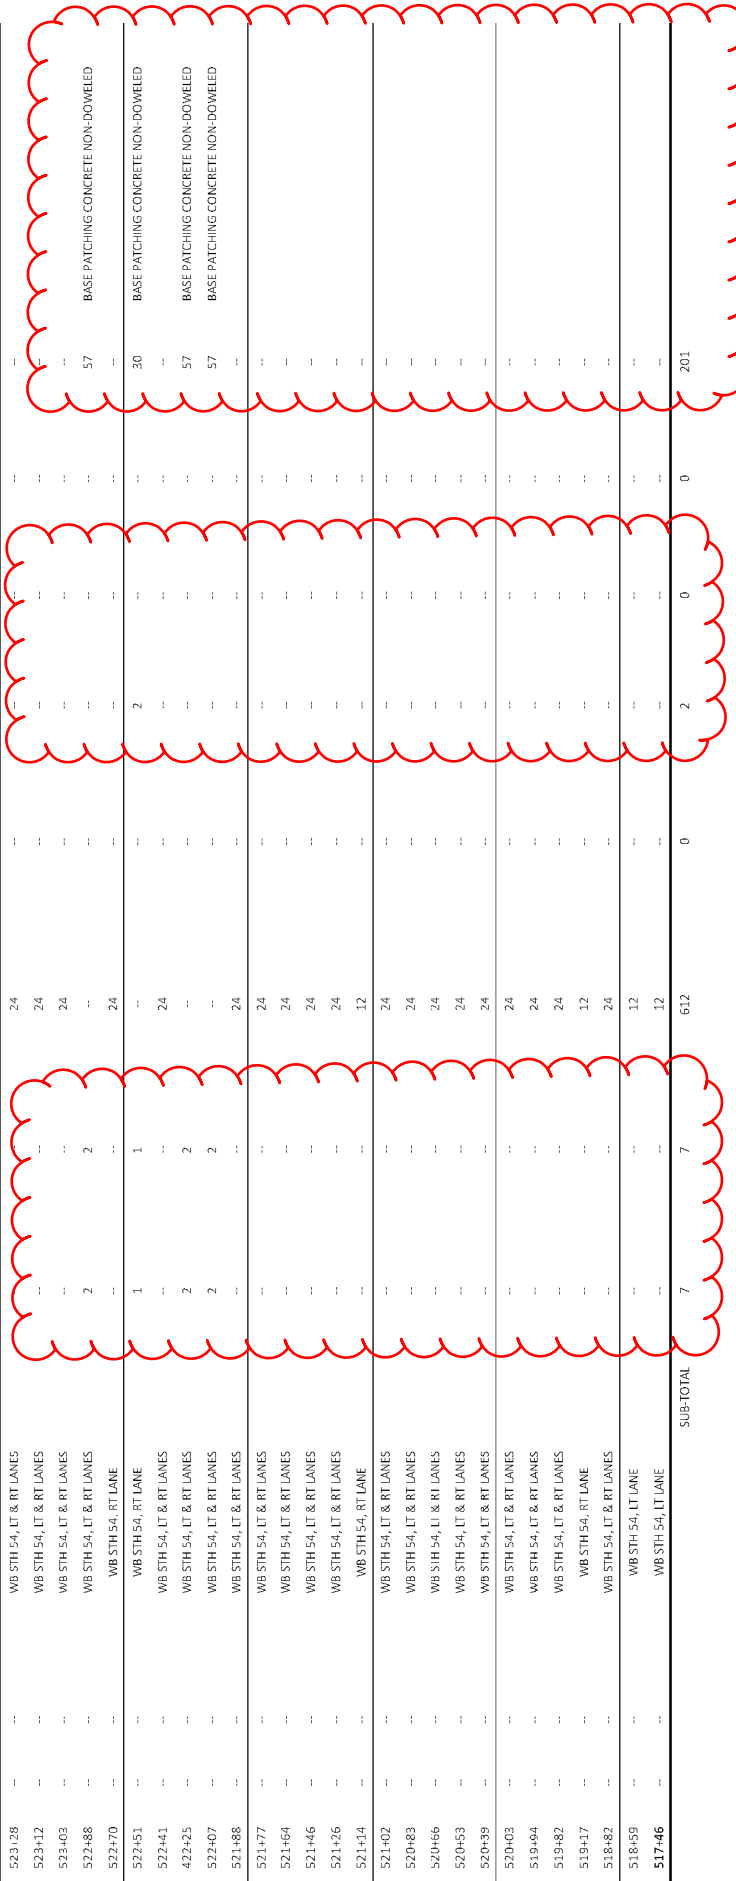 523+28 -- -- WB STH 54, LT & RT LANES -- -- 24 -- -- -- -- --
523+12 -- -- WB STH 54, LT & RT LANES -- -- 24 -- -- -- -- --
523+03 -- -- WB STH 54, LT & RT LANES -- -- 24 -- -- -- -- --
522+88 -- -- WB STH 54, LT & RT LANES 2 2 -- -- -- -- -- 57 BASE PATCHING CONCRETE NON-DOWELED
522+70 -- -- WB STH 54, RT LANE -- -- 24 -- -- -- -- --
522+51 -- -- WB STH 54, RT LANE 1 1 -- -- 2 -- -- 30 BASE PATCHING CONCRETE NON-DOWELED
522+41 -- -- WB STH 54, LT & RT LANES -- -- 24 -- -- -- -- --
422+25 -- -- WB STH 54, LT & RT LANES 2 2 -- -- -- -- -- 57 BASE PATCHING CONCRETE NON-DOWELED
522+07 -- -- WB STH 54, LT & RT LANES 2 2 -- -- -- -- -- 57 BASE PATCHING CONCRETE NON-DOWELED
521+88 -- -- WB STH 54, LT & RT LANES -- -- 24 -- -- -- -- --
521+77 -- -- WB STH 54, LT & RT LANES -- -- 24 -- -- -- -- --
521+64 -- -- WB STH 54, LT & RT LANES -- -- 24 -- -- -- -- --
521+46 -- -- WB STH 54, LT & RT LANES -- -- 24 -- -- -- -- --
521+26 -- -- WB STH 54, LT & RT LANES -- -- 24 -- -- -- -- --
521+14 -- -- WB STH 54, RT LANE -- -- 12 -- -- -- -- --
521+02 -- -- WB STH 54, LT & RT LANES -- -- 24 -- -- -- -- --
520+83 -- -- WB STH 54, LT & RT LANES -- -- 24 -- -- -- -- --
520+66 -- -- WB STH 54, LT & RT LANES -- -- 24 -- -- -- -- --
520+53 -- -- WB STH 54, LT & RT LANES -- -- 24 -- -- -- -- --
520+39 -- -- WB STH 54, LT & RT LANES -- -- 24 -- -- -- -- --
520+03 -- -- WB STH 54, LT & RT LANES -- -- 24 -- -- -- -- --
519+94 -- -- WB STH 54, LT & RT LANES -- -- 24 -- -- -- -- --
519+82 -- -- WB STH 54, LT & RT LANES -- -- 24 -- -- -- -- --
519+17 -- -- WB STH 54, RT LANE -- -- 12 -- -- -- -- --
518+82 -- -- WB STH 54, LT & RT LANES -- -- 24 -- -- -- -- --
518+59 -- -- WB STH 54, LT LANE -- -- 12 -- -- -- -- --
517+46 -- -- WB STH 54, LT LANE -- -- 12 -- -- -- -- --
SUB-TOTAL 7 7 612 0 2 0 0 201